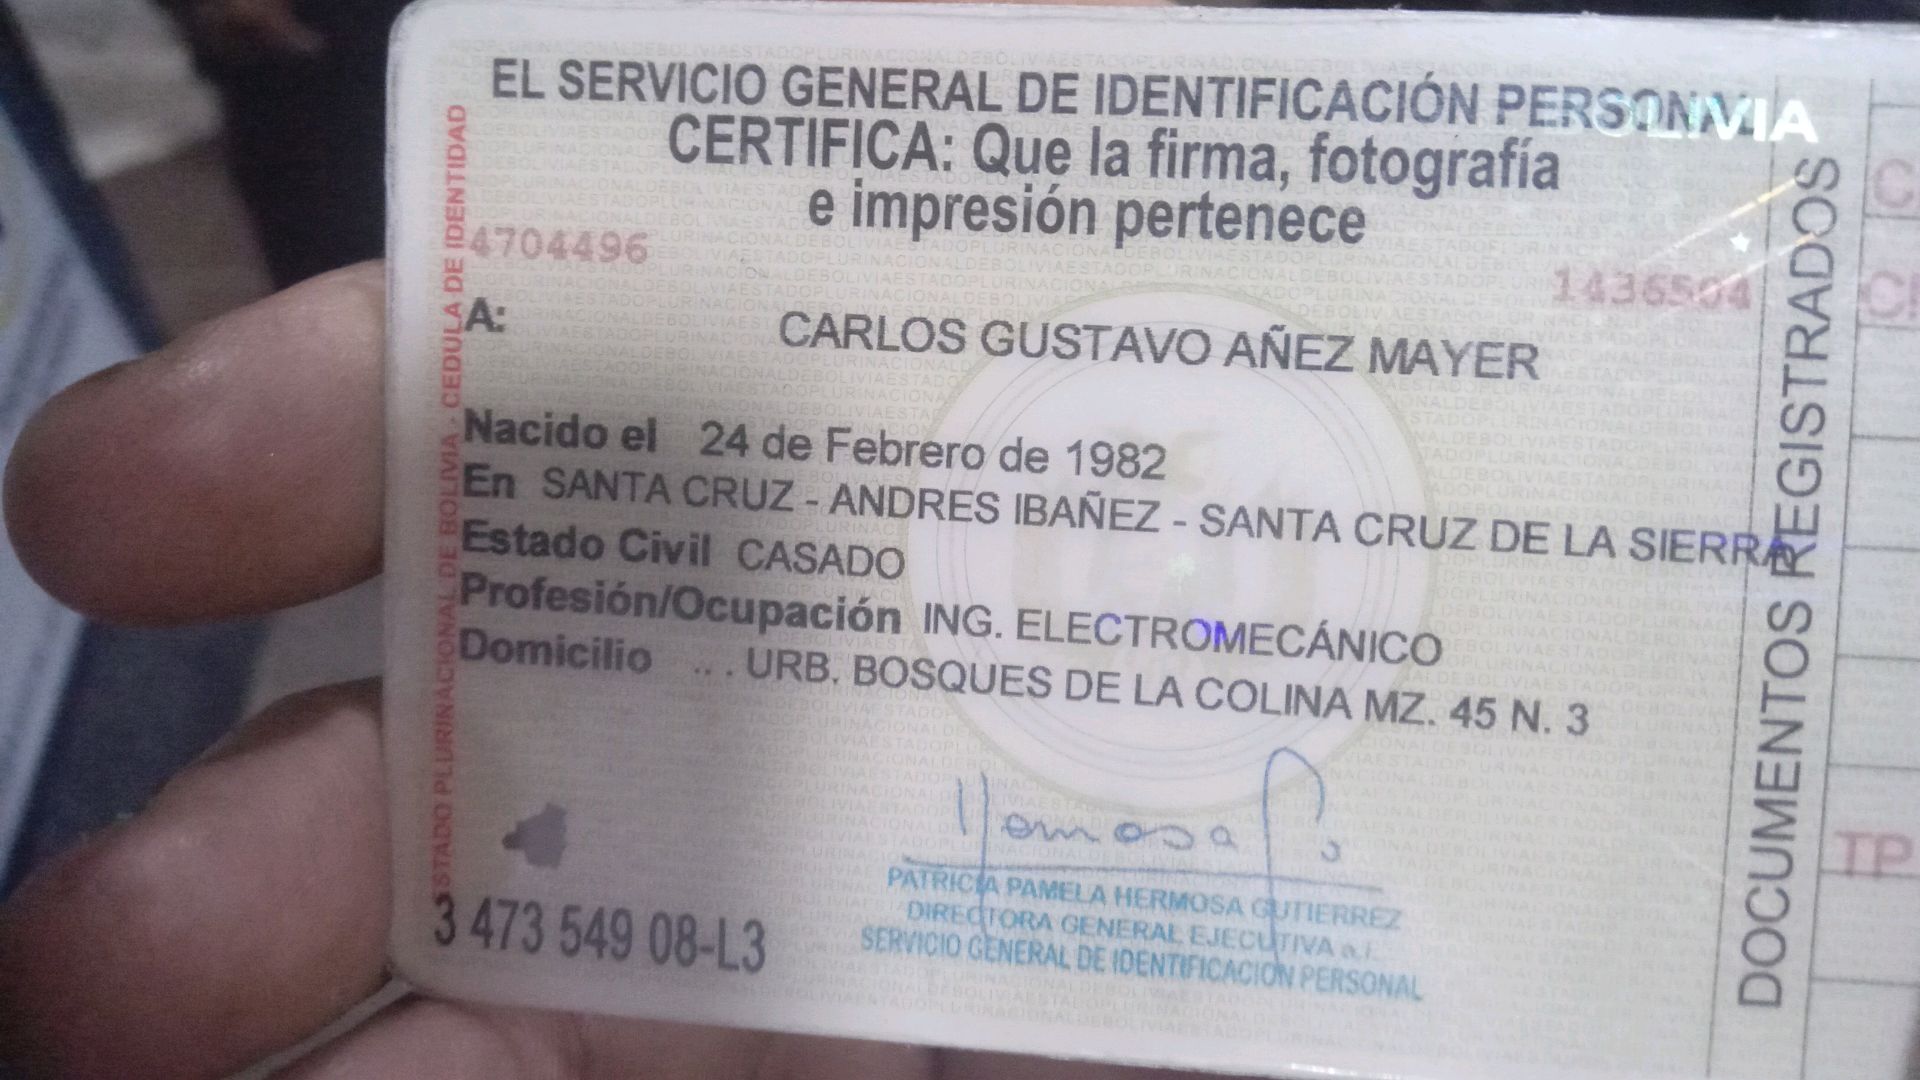 EL SERVICIO GENERAL DE IDENTIFICACIÓN PERSONAL
BOLIVIA
CERTIFICA: Que la firma, fotografía
e impresión pertenece
4704496
1436504
A: CARLOS GUSTAVO AÑEZ MAYER
Nacido el 24 de Febrero de 1982
En SANTA CRUZ - ANDRES IBAÑEZ - SANTA CRUZ DE LA SIERRA
Estado Civil CASADO
Profesión/Ocupación ING. ELECTROMECÁNICO
Domicilio .. . URB. BOSQUES DE LA COLINA MZ. 45 N. 3
Hermosa
PATRICIA PAMELA HERMOSA GUTIERREZ
DIRECTORA GENERAL EJECUTIVA a.i.
SERVICIO GENERAL DE IDENTIFICACION PERSONAL
3 473 549 08-L3
ESTADO PLURINACIONAL DE BOLIVIA - CEDULA DE IDENTIDAD
DOCUMENTOS REGISTRADOS
TP